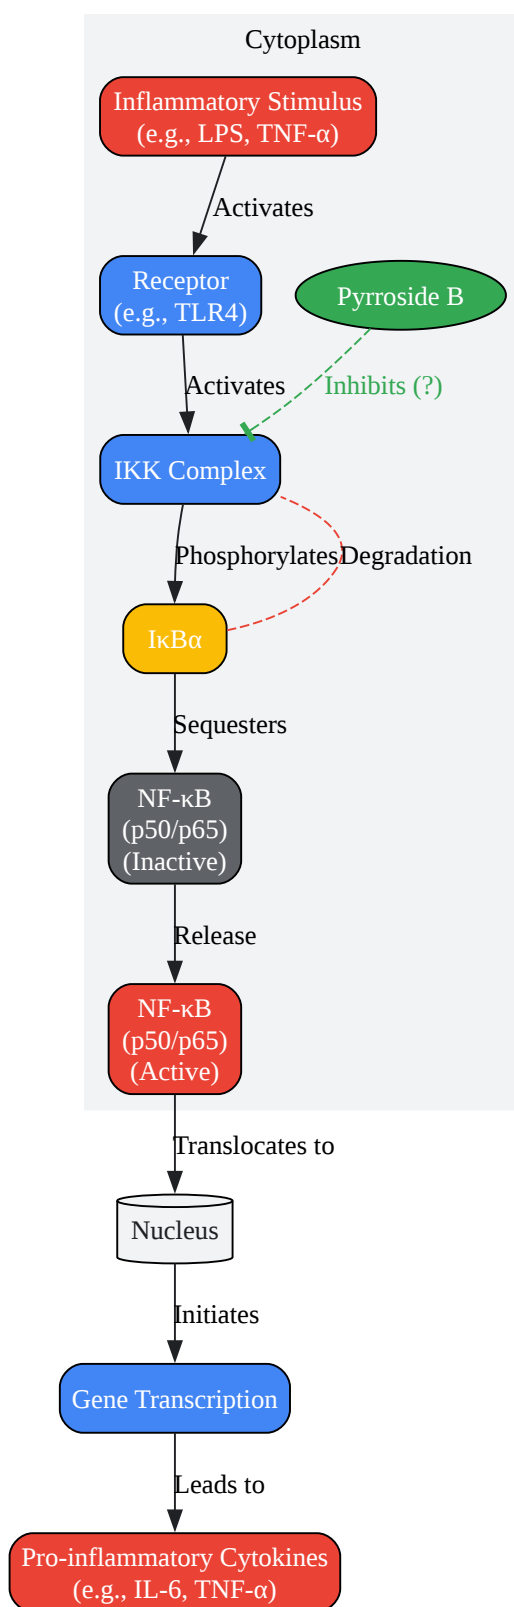 Cytoplasm
Inflammatory Stimulus
(e.g., LPS, TNF-α)
Activates
Receptor
(e.g., TLR4)
Pyrroside B
Activates
Inhibits (?)
IKK Complex
Phosphorylates
Degradation
IκBα
Sequesters
NF-κB
(p50/p65)
(Inactive)
Release
NF-κB
(p50/p65)
(Active)
Translocates to
Nucleus
Initiates
Gene Transcription
Leads to
Pro-inflammatory Cytokines
(e.g., IL-6, TNF-α)